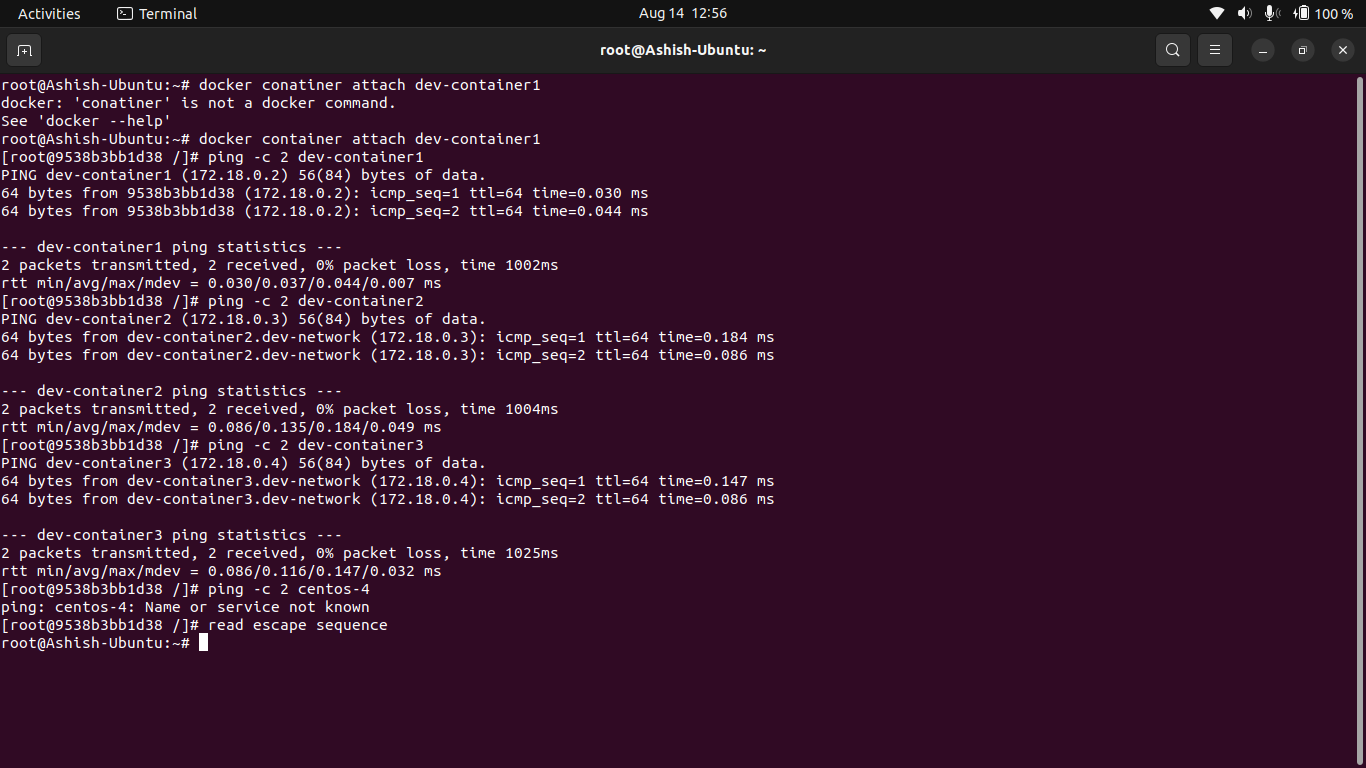 Activities Terminal Aug 14 12:56 100 %
root@Ashish-Ubuntu: ~
root@Ashish-Ubuntu:~# docker conatiner attach dev-container1
docker: 'conatiner' is not a docker command.
See 'docker --help'
root@Ashish-Ubuntu:~# docker container attach dev-container1
[root@9538b3bb1d38 /]# ping -c 2 dev-container1
PING dev-container1 (172.18.0.2) 56(84) bytes of data.
64 bytes from 9538b3bb1d38 (172.18.0.2): icmp_seq=1 ttl=64 time=0.030 ms
64 bytes from 9538b3bb1d38 (172.18.0.2): icmp_seq=2 ttl=64 time=0.044 ms

--- dev-container1 ping statistics ---
2 packets transmitted, 2 received, 0% packet loss, time 1002ms
rtt min/avg/max/mdev = 0.030/0.037/0.044/0.007 ms
[root@9538b3bb1d38 /]# ping -c 2 dev-container2
PING dev-container2 (172.18.0.3) 56(84) bytes of data.
64 bytes from dev-container2.dev-network (172.18.0.3): icmp_seq=1 ttl=64 time=0.184 ms
64 bytes from dev-container2.dev-network (172.18.0.3): icmp_seq=2 ttl=64 time=0.086 ms

--- dev-container2 ping statistics ---
2 packets transmitted, 2 received, 0% packet loss, time 1004ms
rtt min/avg/max/mdev = 0.086/0.135/0.184/0.049 ms
[root@9538b3bb1d38 /]# ping -c 2 dev-container3
PING dev-container3 (172.18.0.4) 56(84) bytes of data.
64 bytes from dev-container3.dev-network (172.18.0.4): icmp_seq=1 ttl=64 time=0.147 ms
64 bytes from dev-container3.dev-network (172.18.0.4): icmp_seq=2 ttl=64 time=0.086 ms

--- dev-container3 ping statistics ---
2 packets transmitted, 2 received, 0% packet loss, time 1025ms
rtt min/avg/max/mdev = 0.086/0.116/0.147/0.032 ms
[root@9538b3bb1d38 /]# ping -c 2 centos-4
ping: centos-4: Name or service not known
[root@9538b3bb1d38 /]# read escape sequence
root@Ashish-Ubuntu:~#